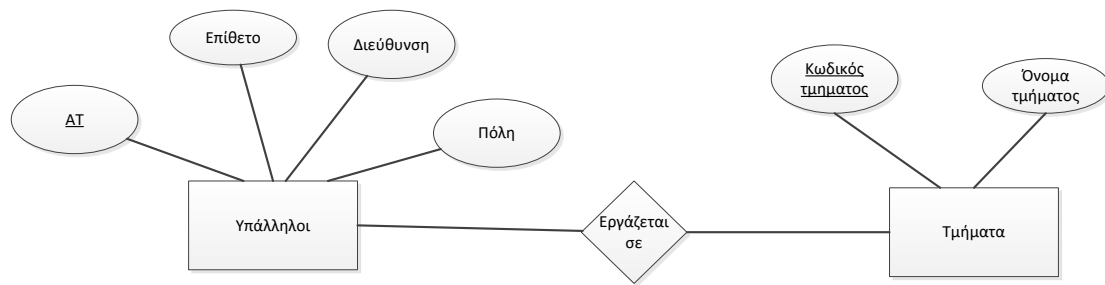 Επίθετο
Διεύθυνση
ΑΤ
Πόλη
Υπάλληλοι
Εργάζεται
σε
Κωδικός
τμηματος
Όνομα
τμήματος
Τμήματα